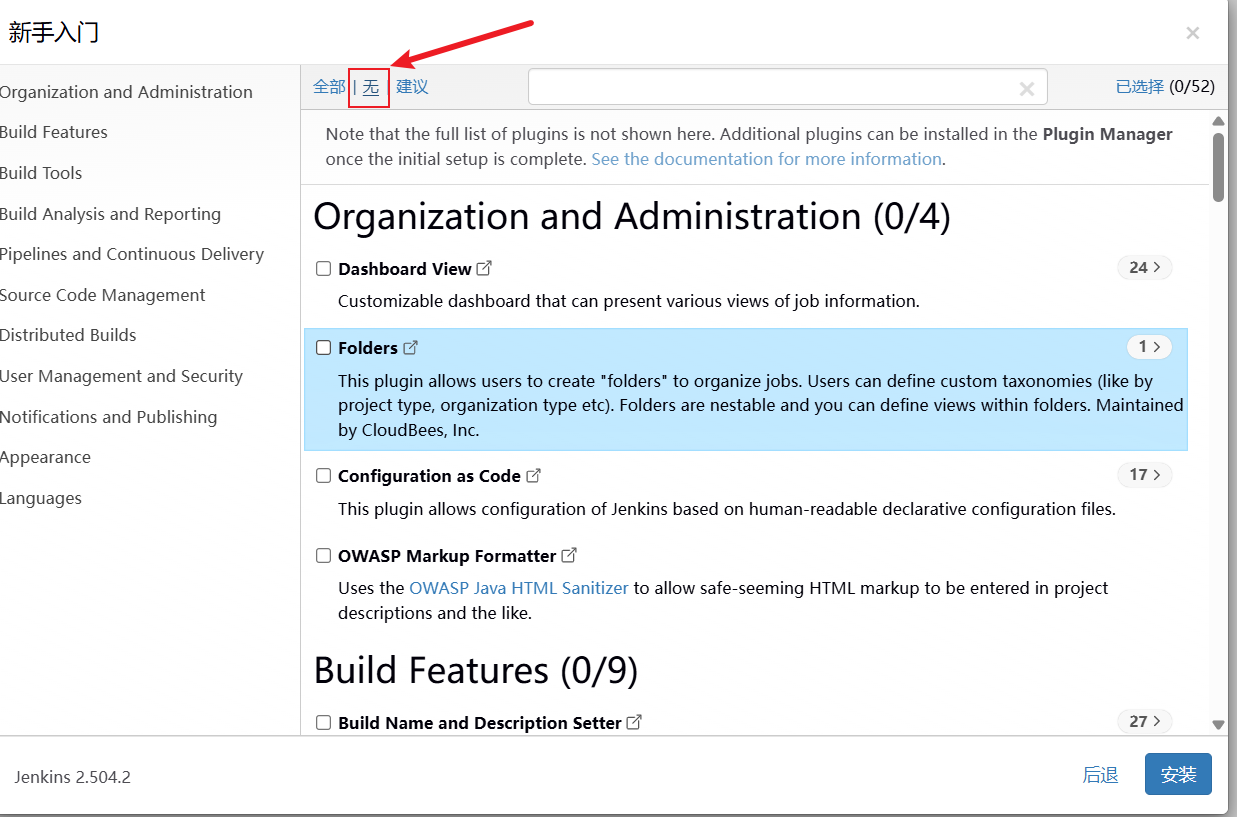 新手入门
×
Organization and Administration
Build Features
Build Tools
Build Analysis and Reporting
Pipelines and Continuous Delivery
Source Code Management
Distributed Builds
User Management and Security
Notifications and Publishing
Appearance
Languages
全部 | 无 | 建议
已选择 (0/52)
Note that the full list of plugins is not shown here. Additional plugins can be installed in the Plugin Manager
once the initial setup is complete. See the documentation for more information.
Organization and Administration (0/4)
Dashboard View 24 >
Customizable dashboard that can present various views of job information.
Folders 1 >
This plugin allows users to create "folders" to organize jobs. Users can define custom taxonomies (like by
project type, organization type etc). Folders are nestable and you can define views within folders. Maintained
by CloudBees, Inc.
Configuration as Code 17 >
This plugin allows configuration of Jenkins based on human-readable declarative configuration files.
OWASP Markup Formatter
Uses the OWASP Java HTML Sanitizer to allow safe-seeming HTML markup to be entered in project
descriptions and the like.
Build Features (0/9)
Build Name and Description Setter 27 >
Jenkins 2.504.2
后退
安装